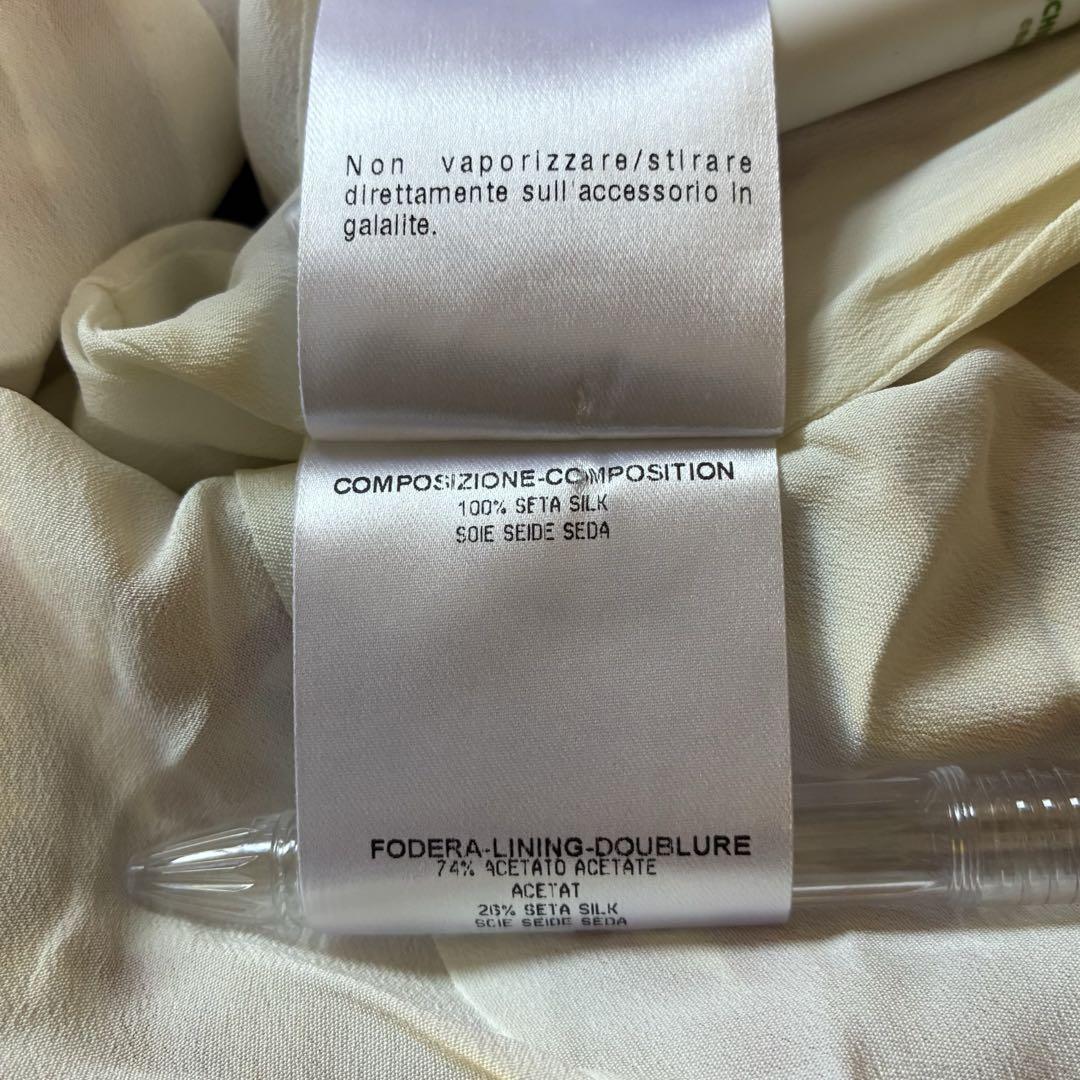 Non vaporizzare/stirare
direttamente sull'accessorio in
galalite.
COMPOSIZIONE-COMPOSITION
100% SETA SILK
SOIE SEIDE SEDA
FODERA-LINING-DOUBLURE
74% ACETATO ACETATE
ACETAT
26% SETA SILK
SOIE SEIDE SEDA